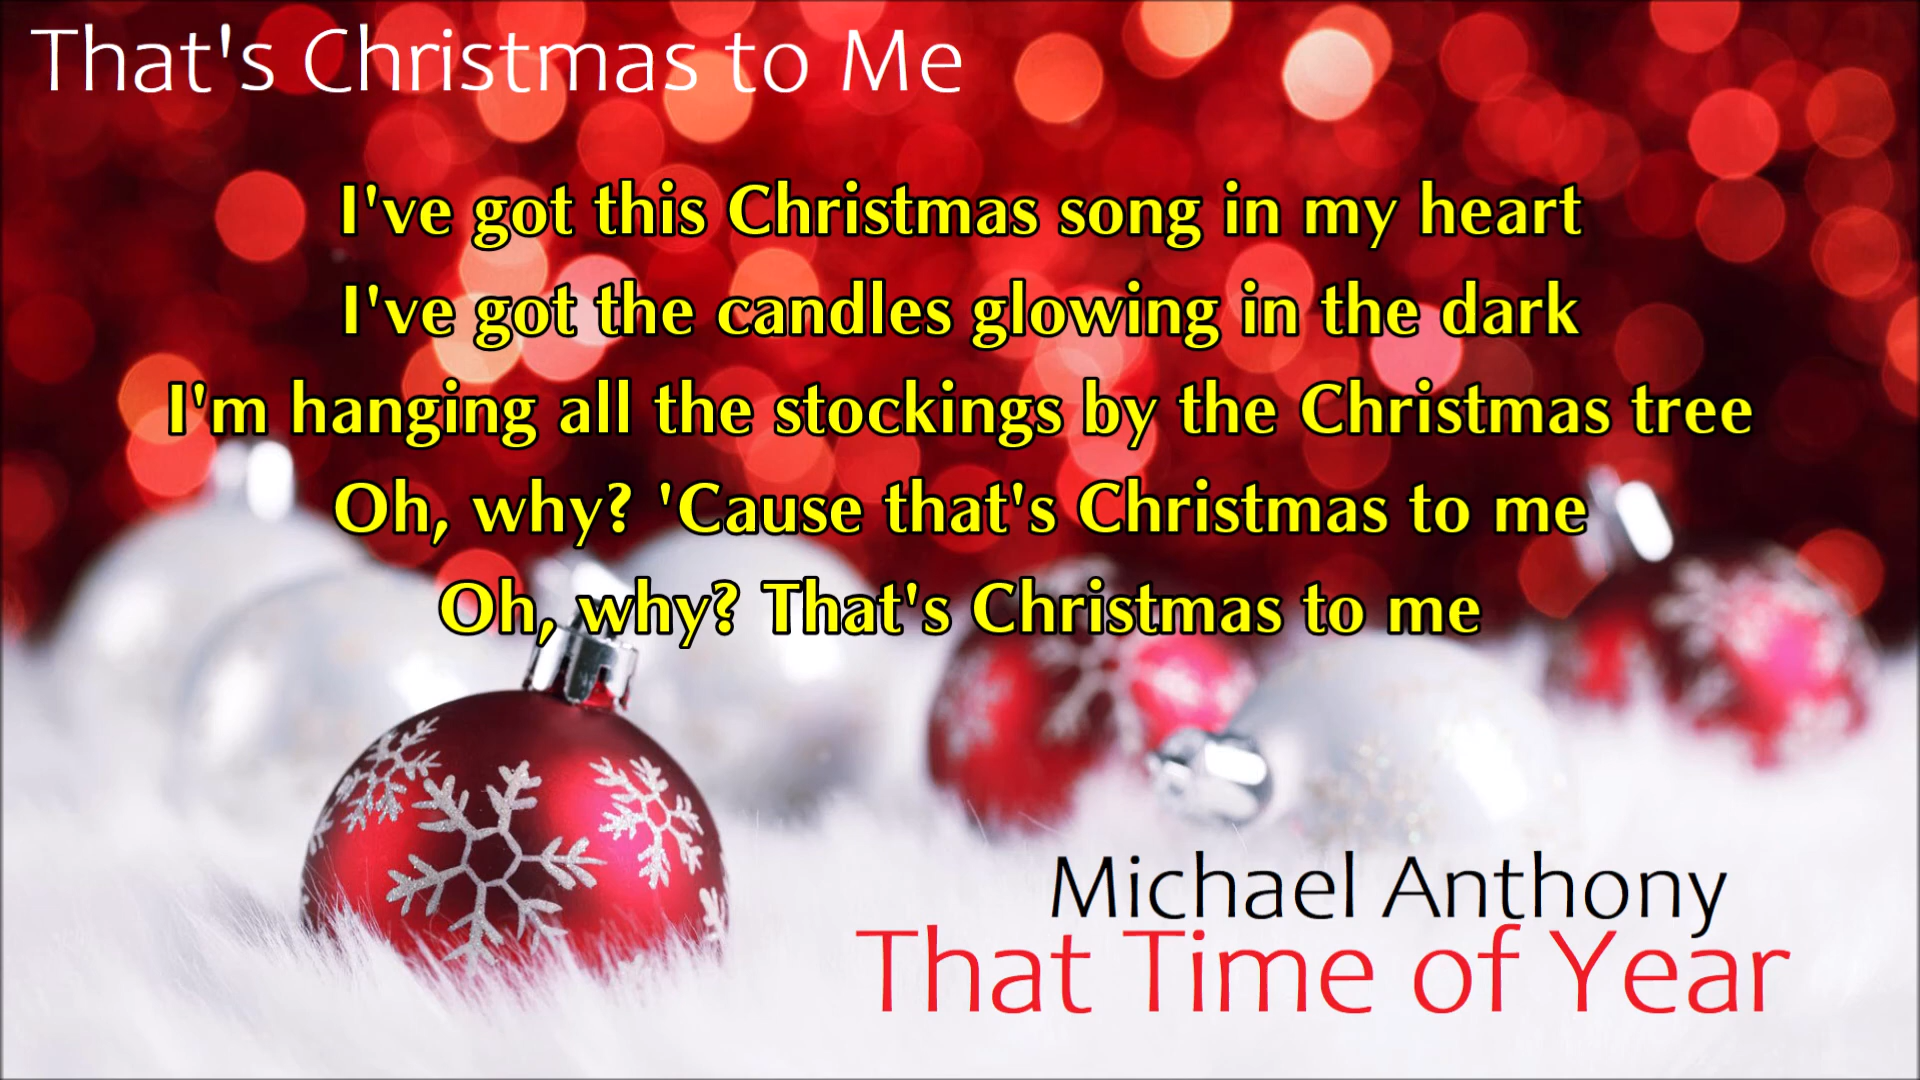 That's Christmas to Me
I've got this Christmas song in my heart
I've got the candles glowing in the dark
I'm hanging all the stockings by the Christmas tree
Oh, why? 'Cause that's Christmas to me
Oh, why? That's Christmas to me
Michael Anthony
That Time of Year